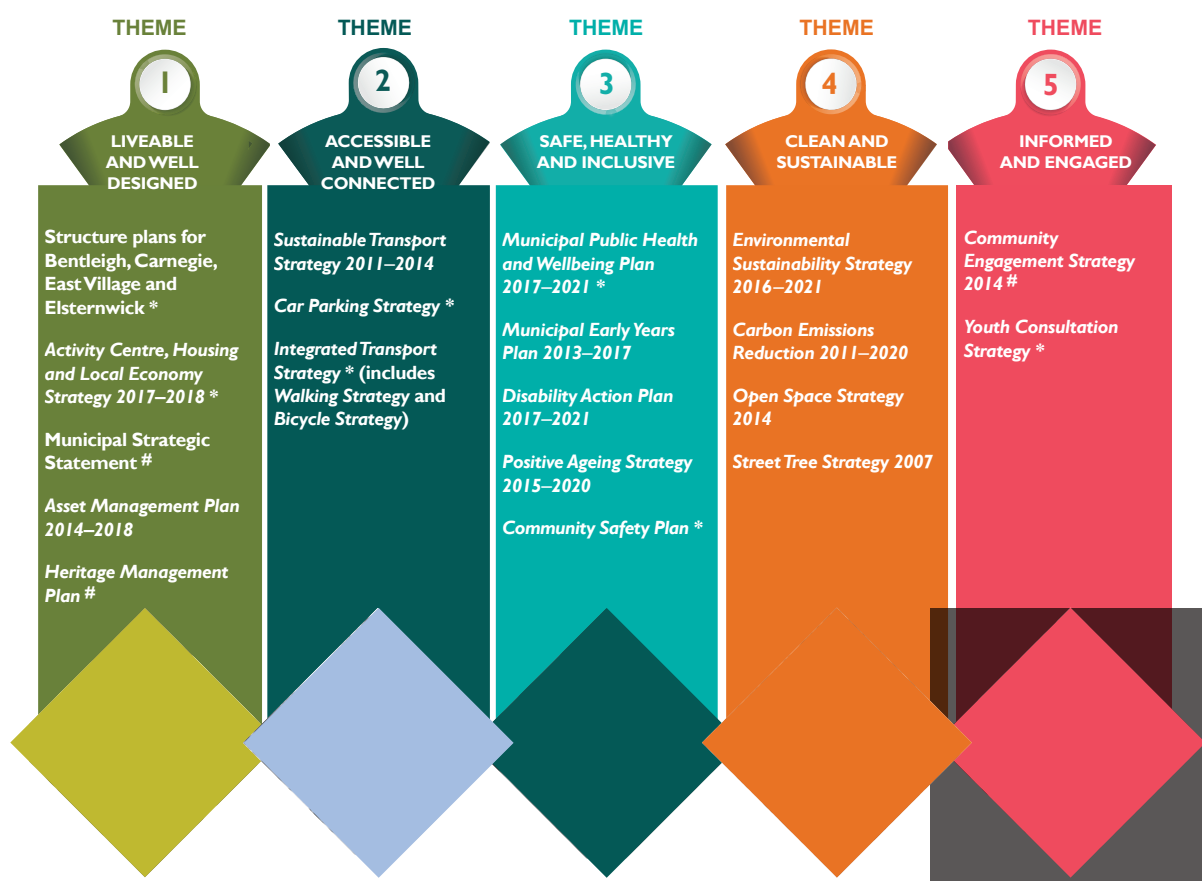 THEME
1
LIVEABLE
AND WELL
DESIGNED
Structure plans for
Bentleigh, Carnegie,
East Village and
Elsternwick *
Activity Centre, Housing
and Local Economy
Strategy 2017–2018 *
Municipal Strategic
Statement #
Asset Management Plan
2014–2018
Heritage Management
Plan #
THEME
2
ACCESSIBLE
AND WELL
CONNECTED
Sustainable Transport
Strategy 2011–2014
Car Parking Strategy *
Integrated Transport
Strategy * (includes
Walking Strategy and
Bicycle Strategy)
THEME
3
SAFE, HEALTHY
AND INCLUSIVE
Municipal Public Health
and Wellbeing Plan
2017–2021 *
Municipal Early Years
Plan 2013–2017
Disability Action Plan
2017–2021
Positive Ageing Strategy
2015–2020
Community Safety Plan *
THEME
4
CLEAN AND
SUSTAINABLE
Environmental
Sustainability Strategy
2016–2021
Carbon Emissions
Reduction 2011–2020
Open Space Strategy
2014
Street Tree Strategy 2007
THEME
5
INFORMED
AND ENGAGED
Community
Engagement Strategy
2014 #
Youth Consultation
Strategy *